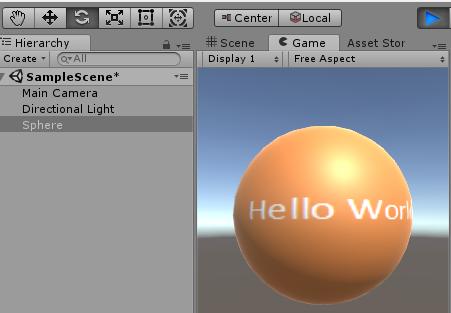 Center Local
Hierarchy
Create All
SampleScene*
Main Camera
Directional Light
Sphere
Scene Game Asset Stor
Display 1 Free Aspect
Hello World